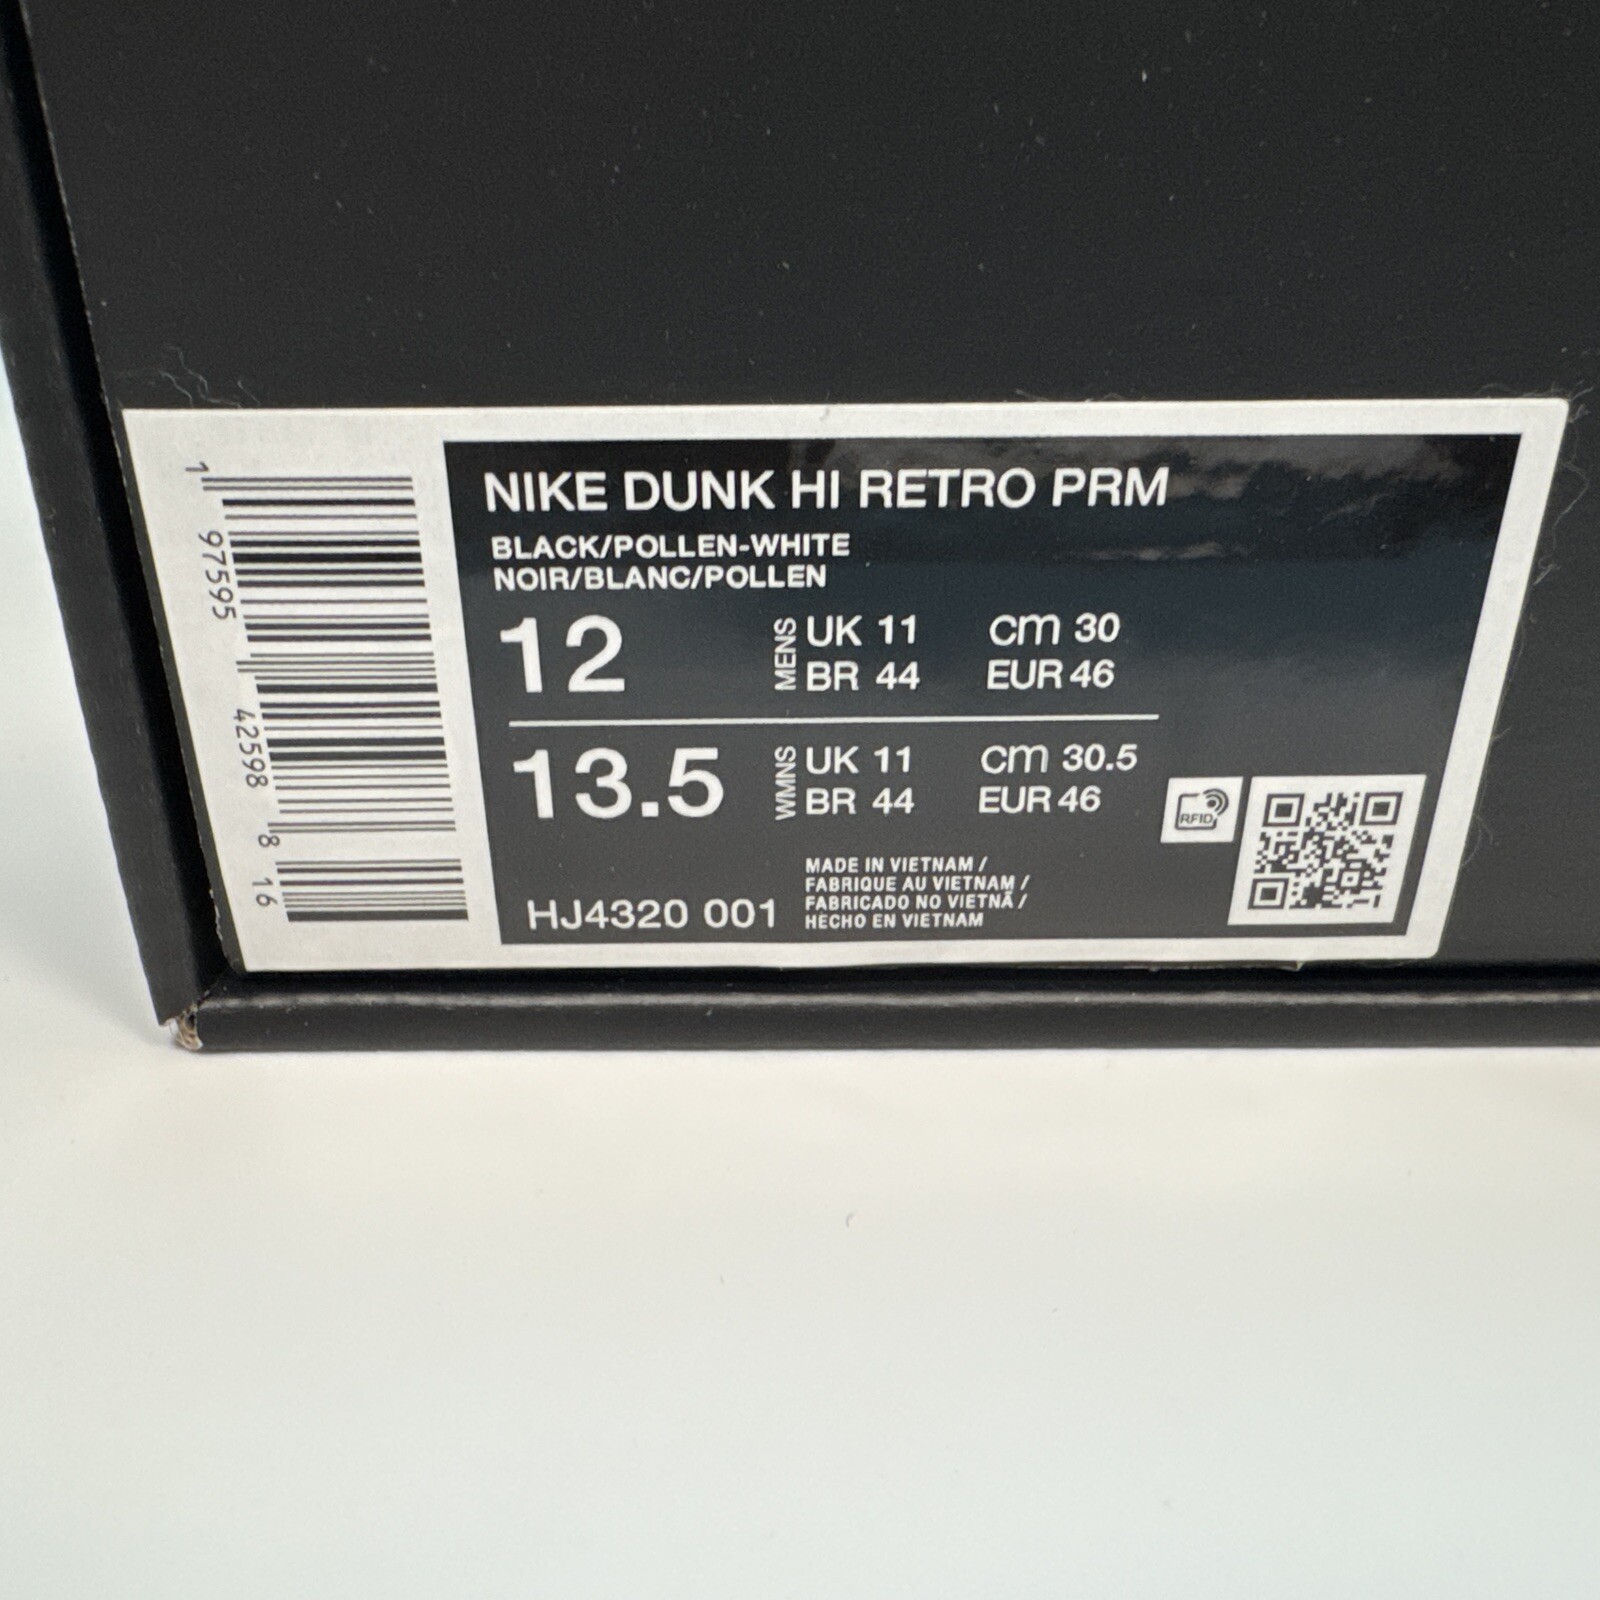 1 97595 42598 8 16
NIKE DUNK HI RETRO PRM
BLACK/POLLEN-WHITE
NOIR/BLANC/POLLEN
12 MENS UK 11 cm 30
BR 44 EUR 46
13.5 WMNS UK 11 cm 30.5
BR 44 EUR 46
RFID
HJ4320 001
MADE IN VIETNAM /
FABRIQUE AU VIETNAM /
FABRICADO NO VIETNÃ /
HECHO EN VIETNAM